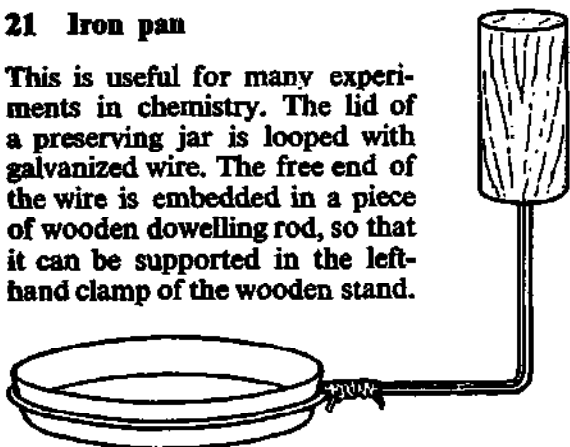 21 Iron pan
This is useful for many experi-
ments in chemistry. The lid of
a preserving jar is looped with
galvanized wire. The free end of
the wire is embedded in a piece
of wooden dowelling rod, so that
it can be supported in the left-
hand clamp of the wooden stand.